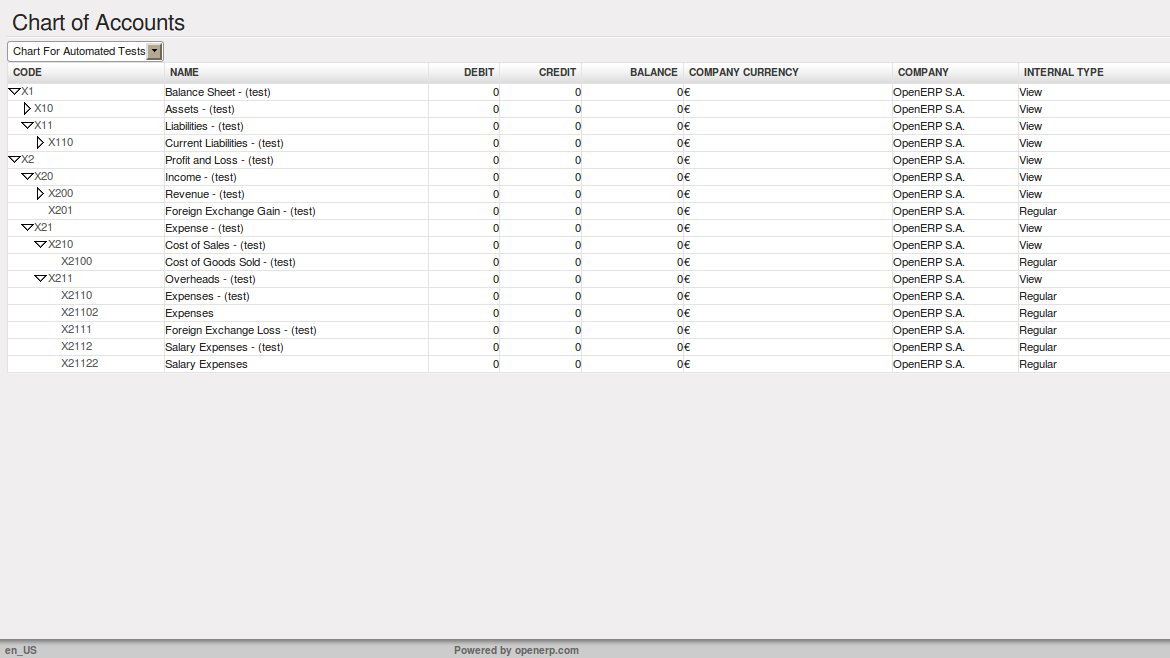 Chart of Accounts
Chart For Automated Tests
CODE NAME DEBIT CREDIT BALANCE COMPANY CURRENCY COMPANY INTERNAL TYPE
X1 Balance Sheet - (test) 0 0 0 € OpenERP S.A. View
X10 Assets - (test) 0 0 0 € OpenERP S.A. View
X11 Liabilities - (test) 0 0 0 € OpenERP S.A. View
X110 Current Liabilities - (test) 0 0 0 € OpenERP S.A. View
X2 Profit and Loss - (test) 0 0 0 € OpenERP S.A. View
X20 Income - (test) 0 0 0 € OpenERP S.A. View
X200 Revenue - (test) 0 0 0 € OpenERP S.A. View
X201 Foreign Exchange Gain - (test) 0 0 0 € OpenERP S.A. Regular
X21 Expense - (test) 0 0 0 € OpenERP S.A. View
X210 Cost of Sales - (test) 0 0 0 € OpenERP S.A. View
X2100 Cost of Goods Sold - (test) 0 0 0 € OpenERP S.A. Regular
X211 Overheads - (test) 0 0 0 € OpenERP S.A. View
X2110 Expenses - (test) 0 0 0 € OpenERP S.A. Regular
X21102 Expenses 0 0 0 € OpenERP S.A. Regular
X2111 Foreign Exchange Loss - (test) 0 0 0 € OpenERP S.A. Regular
X2112 Salary Expenses - (test) 0 0 0 € OpenERP S.A. Regular
X21122 Salary Expenses 0 0 0 € OpenERP S.A. Regular
en_US Powered by openerp.com